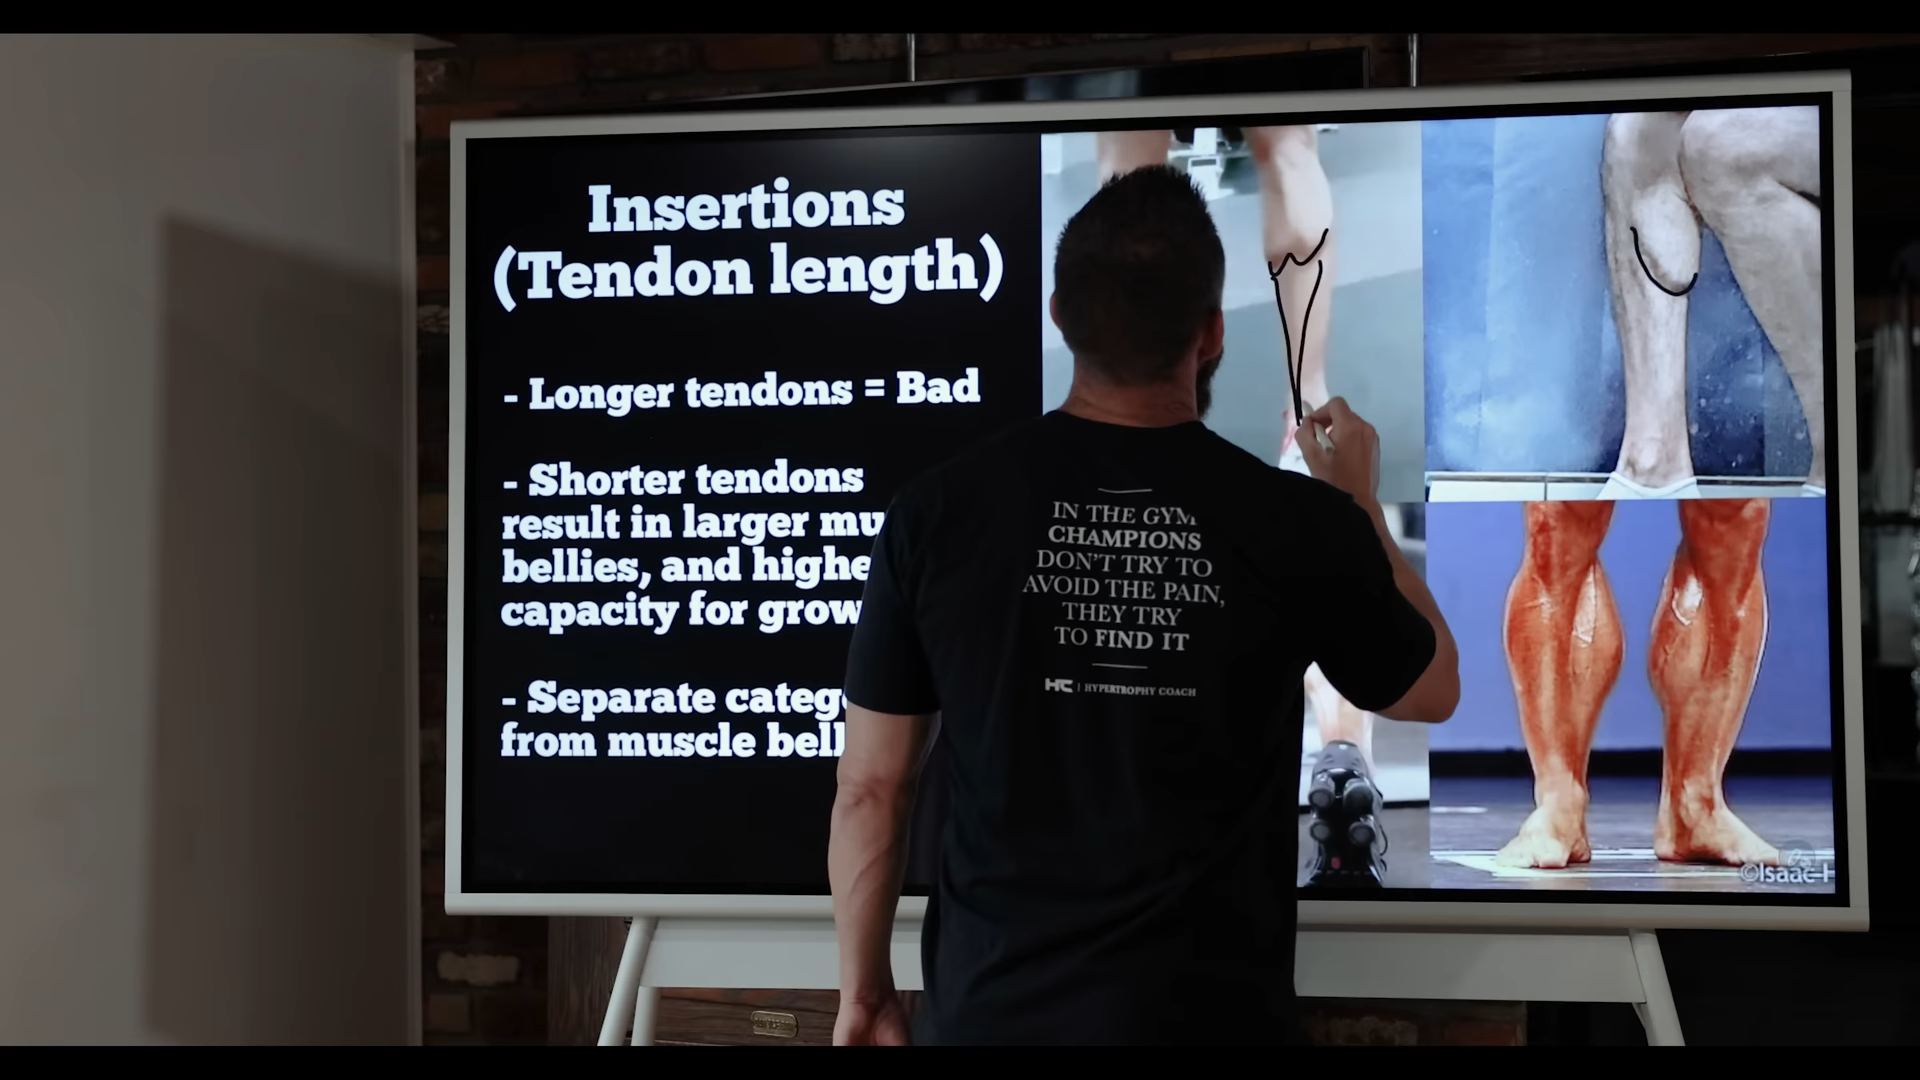 Insertions
(Tendon length)
- Longer tendons = Bad
- Shorter tendons
result in larger mu
bellies, and highe
capacity for grow
- Separate categ
from muscle bell
IN THE GYM
CHAMPIONS
DON'T TRY TO
AVOID THE PAIN,
THEY TRY
TO FIND IT
HC | HYPERTROPHY COACH
©Isaac